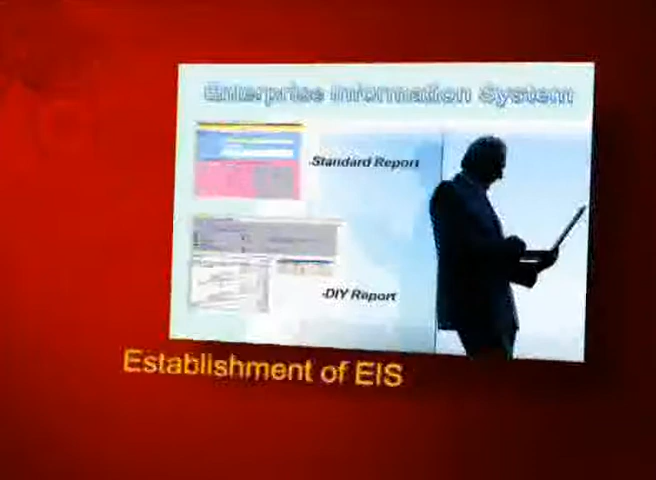 Enterprise Information System
-Standard Report
-DIY Report
Establishment of EIS